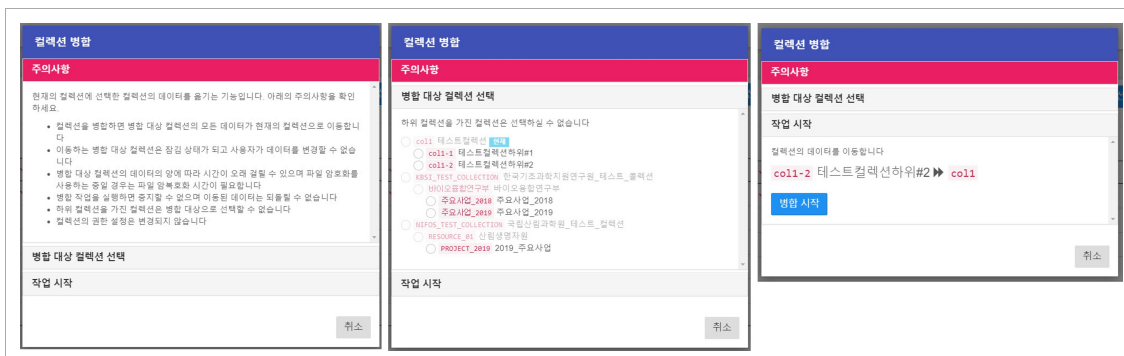 컬렉션 병합
주의사항
현재의 컬렉션에 선택한 컬렉션의 데이터를 옮기는 기능입니다. 아래의 주의사항을 확인
하세요.
• 컬렉션을 병합하면 병합 대상 컬렉션의 모든 데이터가 현재의 컬렉션으로 이동합니
다
• 이동하는 병합 대상 컬렉션은 잠김 상태가 되고 사용자가 데이터를 변경할 수 없습
니다
• 병합 대상 컬렉션의 데이터의 양에 따라 시간이 오래 걸릴 수 있으며 파일 암호화를
사용하는 중일 경우는 파일 암복호화 시간이 필요합니다
• 병합 작업을 실행하면 중지할 수 없으며 이동된 데이터는 되돌릴 수 없습니다
• 하위 컬렉션을 가진 컬렉션은 병합 대상으로 선택할 수 없습니다
• 컬렉션의 권한 설정은 변경되지 않습니다
병합 대상 컬렉션 선택
작업 시작
취소
컬렉션 병합
주의사항
병합 대상 컬렉션 선택
하위 컬렉션을 가진 컬렉션은 선택하실 수 없습니다
col1 테스트컬렉션 현재
col1-1 테스트컬렉션하위#1
col1-2 테스트컬렉션하위#2
KBSI_TEST_COLLECTION 한국기초과학지원연구원_테스트_콜렉션
바이오융합연구부 바이오융합연구부
주요사업_2018 주요사업_2018
주요사업_2019 주요사업_2019
NIFOS_TEST_COLLECTION 국립산림과학원_테스트_컬렉션
RESOURCE_01 산림생명자원
PROJECT_2019 2019_주요사업
작업 시작
취소
컬렉션 병합
주의사항
병합 대상 컬렉션 선택
작업 시작
컬렉션의 데이터를 이동합니다
col1-2 테스트컬렉션하위#2 col1
병합 시작
취소